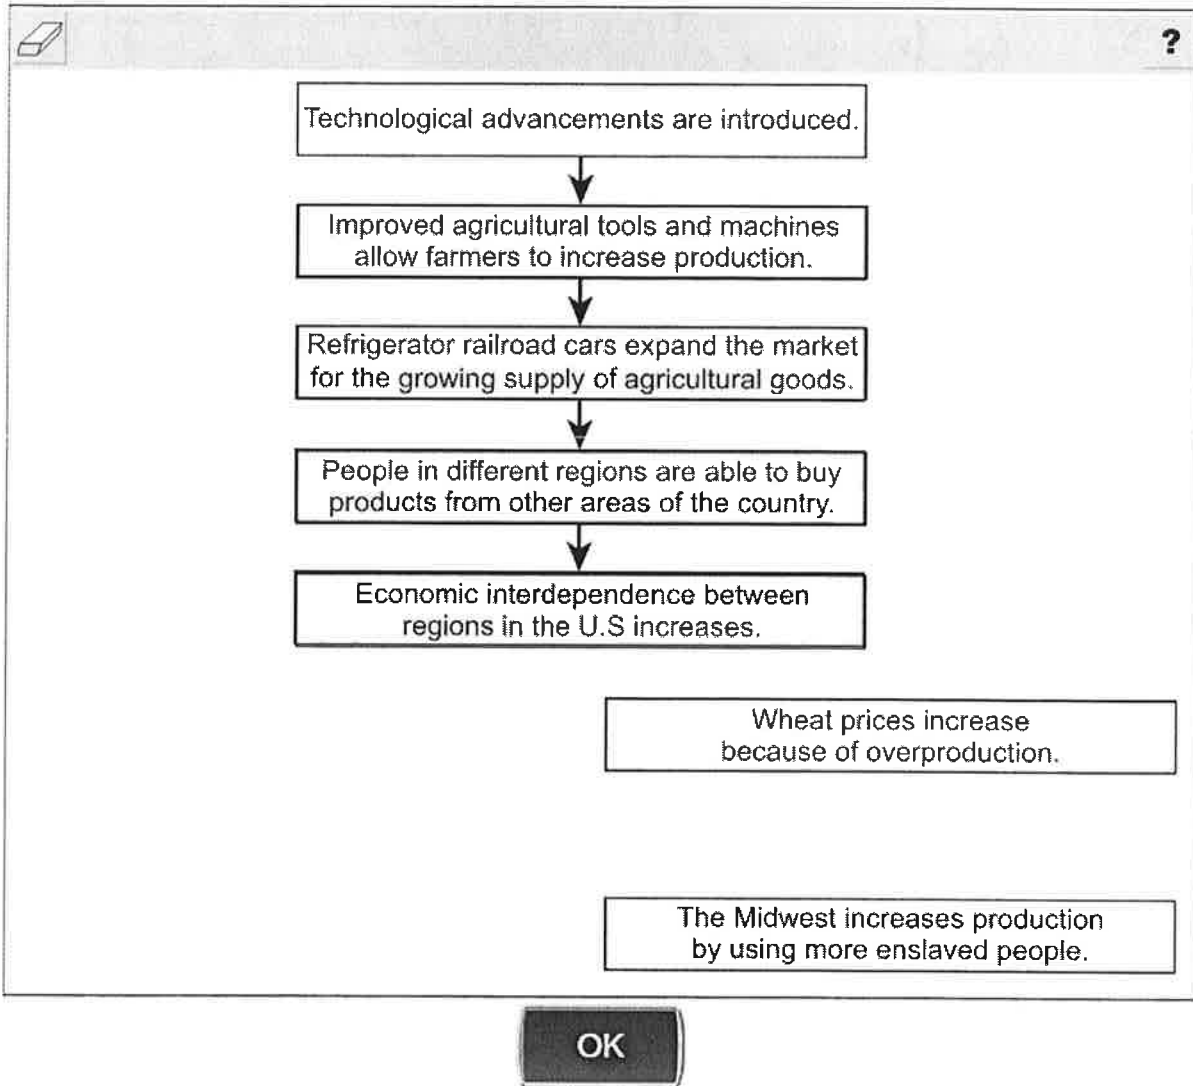 ?
Technological advancements are introduced.
Improved agricultural tools and machines
allow farmers to increase production.
Refrigerator railroad cars expand the market
for the growing supply of agricultural goods.
People in different regions are able to buy
products from other areas of the country.
Economic interdependence between
regions in the U.S increases.
Wheat prices increase
because of overproduction.
The Midwest increases production
by using more enslaved people.
OK